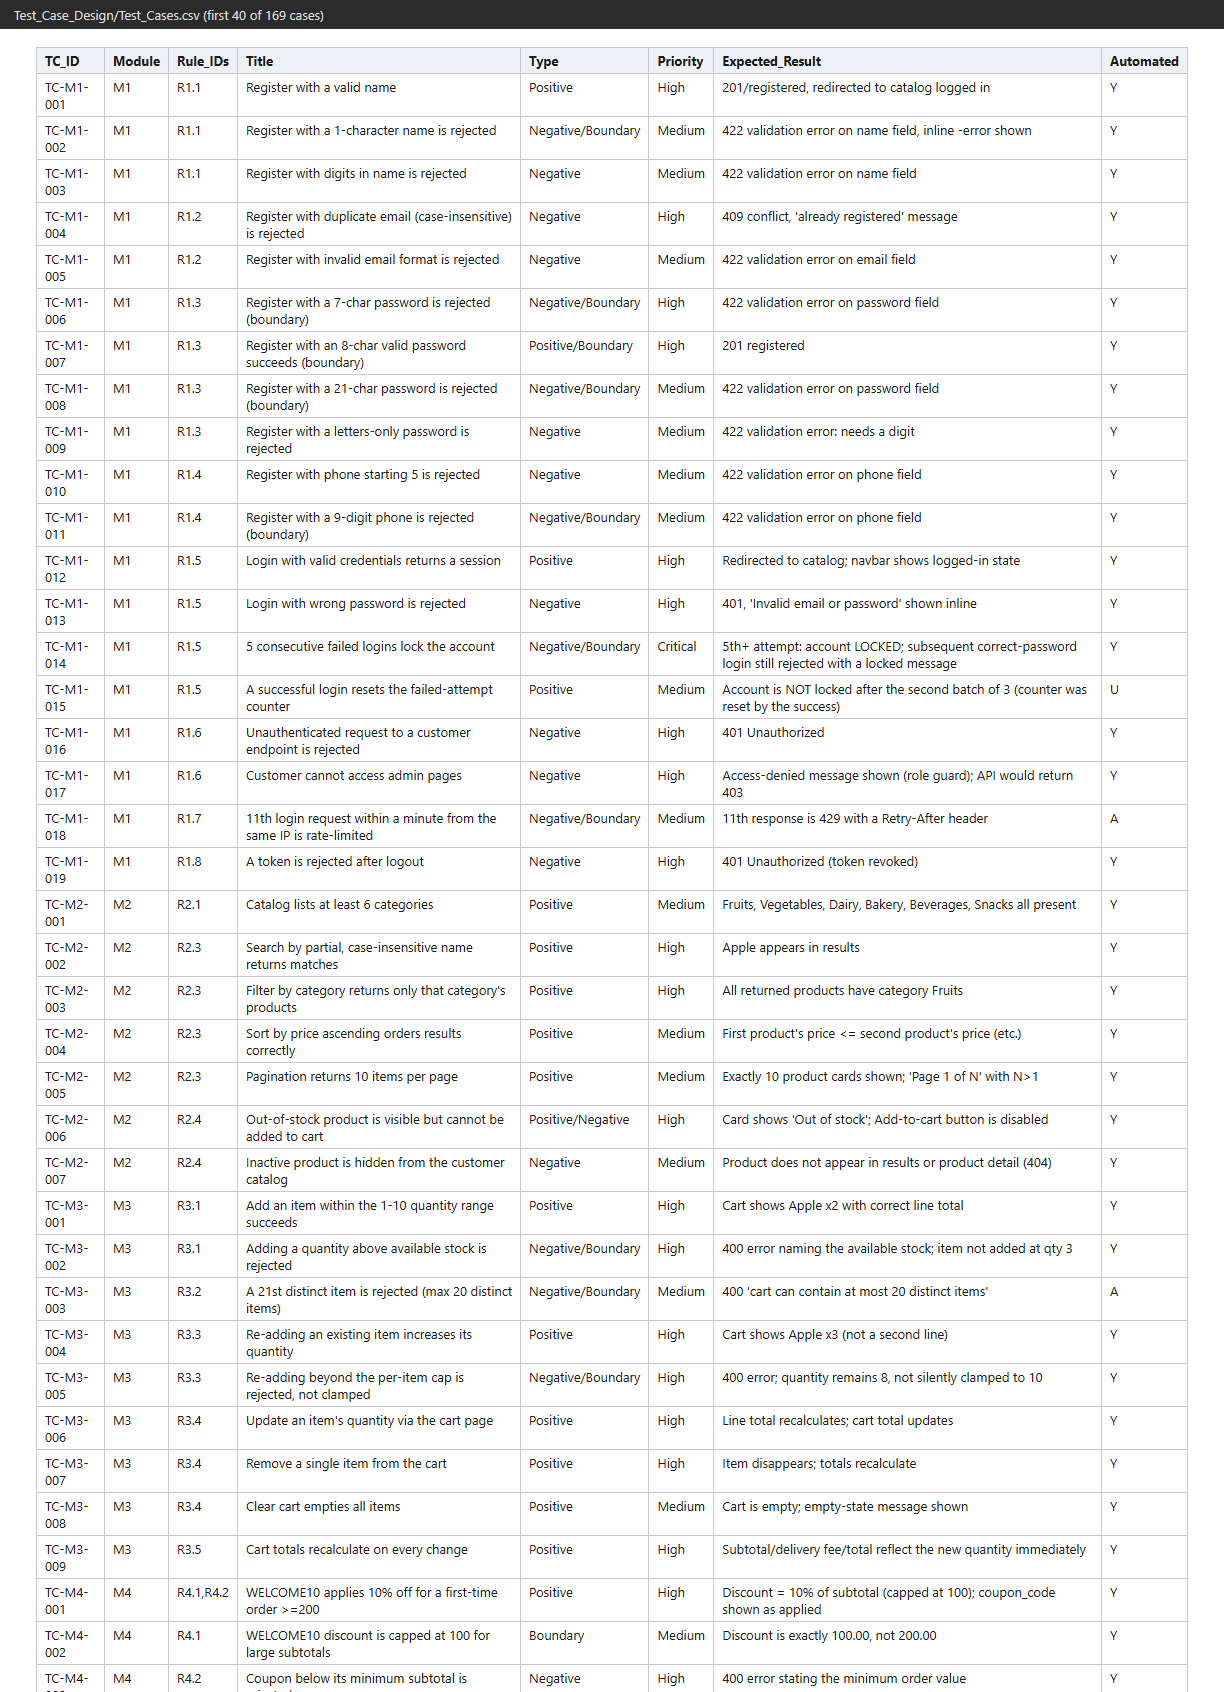 Test_Case_Design/Test_Cases.csv (first 40 of 169 cases)
TC_ID Module Rule_IDs Title Type Priority Expected_Result Automated
TC-M1-001 M1 R1.1 Register with a valid name Positive High 201/registered, redirected to catalog logged in Y
TC-M1-002 M1 R1.1 Register with a 1-character name is rejected Negative/Boundary Medium 422 validation error on name field, inline -error shown Y
TC-M1-003 M1 R1.1 Register with digits in name is rejected Negative Medium 422 validation error on name field Y
TC-M1-004 M1 R1.2 Register with duplicate email (case-insensitive) is rejected Negative High 409 conflict, 'already registered' message Y
TC-M1-005 M1 R1.2 Register with invalid email format is rejected Negative Medium 422 validation error on email field Y
TC-M1-006 M1 R1.3 Register with a 7-char password is rejected (boundary) Negative/Boundary High 422 validation error on password field Y
TC-M1-007 M1 R1.3 Register with an 8-char valid password succeeds (boundary) Positive/Boundary High 201 registered Y
TC-M1-008 M1 R1.3 Register with a 21-char password is rejected (boundary) Negative/Boundary Medium 422 validation error on password field Y
TC-M1-009 M1 R1.3 Register with a letters-only password is rejected Negative Medium 422 validation error: needs a digit Y
TC-M1-010 M1 R1.4 Register with phone starting 5 is rejected Negative Medium 422 validation error on phone field Y
TC-M1-011 M1 R1.4 Register with a 9-digit phone is rejected (boundary) Negative/Boundary Medium 422 validation error on phone field Y
TC-M1-012 M1 R1.5 Login with valid credentials returns a session Positive High Redirected to catalog; navbar shows logged-in state Y
TC-M1-013 M1 R1.5 Login with wrong password is rejected Negative High 401, 'Invalid email or password' shown inline Y
TC-M1-014 M1 R1.5 5 consecutive failed logins lock the account Negative/Boundary Critical 5th+ attempt: account LOCKED; subsequent correct-password login still rejected with a locked message Y
TC-M1-015 M1 R1.5 A successful login resets the failed-attempt counter Positive Medium Account is NOT locked after the second batch of 3 (counter was reset by the success) U
TC-M1-016 M1 R1.6 Unauthenticated request to a customer endpoint is rejected Negative High 401 Unauthorized Y
TC-M1-017 M1 R1.6 Customer cannot access admin pages Negative High Access-denied message shown (role guard); API would return 403 Y
TC-M1-018 M1 R1.7 11th login request within a minute from the same IP is rate-limited Negative/Boundary Medium 11th response is 429 with a Retry-After header A
TC-M1-019 M1 R1.8 A token is rejected after logout Negative High 401 Unauthorized (token revoked) Y
TC-M2-001 M2 R2.1 Catalog lists at least 6 categories Positive Medium Fruits, Vegetables, Dairy, Bakery, Beverages, Snacks all present Y
TC-M2-002 M2 R2.3 Search by partial, case-insensitive name returns matches Positive High Apple appears in results Y
TC-M2-003 M2 R2.3 Filter by category returns only that category's products Positive High All returned products have category Fruits Y
TC-M2-004 M2 R2.3 Sort by price ascending orders results correctly Positive Medium First product's price <= second product's price (etc.) Y
TC-M2-005 M2 R2.3 Pagination returns 10 items per page Positive Medium Exactly 10 product cards shown; 'Page 1 of N' with N>1 Y
TC-M2-006 M2 R2.4 Out-of-stock product is visible but cannot be added to cart Positive/Negative High Card shows 'Out of stock'; Add-to-cart button is disabled Y
TC-M2-007 M2 R2.4 Inactive product is hidden from the customer catalog Negative Medium Product does not appear in results or product detail (404) Y
TC-M3-001 M3 R3.1 Add an item within the 1-10 quantity range succeeds Positive High Cart shows Apple x2 with correct line total Y
TC-M3-002 M3 R3.1 Adding a quantity above available stock is rejected Negative/Boundary High 400 error naming the available stock; item not added at qty 3 Y
TC-M3-003 M3 R3.2 A 21st distinct item is rejected (max 20 distinct items) Negative/Boundary Medium 400 'cart can contain at most 20 distinct items' A
TC-M3-004 M3 R3.3 Re-adding an existing item increases its quantity Positive High Cart shows Apple x3 (not a second line) Y
TC-M3-005 M3 R3.3 Re-adding beyond the per-item cap is rejected, not clamped Negative/Boundary High 400 error; quantity remains 8, not silently clamped to 10 Y
TC-M3-006 M3 R3.4 Update an item's quantity via the cart page Positive High Line total recalculates; cart total updates Y
TC-M3-007 M3 R3.4 Remove a single item from the cart Positive High Item disappears; totals recalculate Y
TC-M3-008 M3 R3.4 Clear cart empties all items Positive Medium Cart is empty; empty-state message shown Y
TC-M3-009 M3 R3.5 Cart totals recalculate on every change Positive High Subtotal/delivery fee/total reflect the new quantity immediately Y
TC-M4-001 M4 R4.1,R4.2 WELCOME10 applies 10% off for a first-time order >=200 Positive High Discount = 10% of subtotal (capped at 100); coupon_code shown as applied Y
TC-M4-002 M4 R4.1 WELCOME10 discount is capped at 100 for large subtotals Boundary Medium Discount is exactly 100.00, not 200.00 Y
TC-M4- M4 R4.2 Coupon below its minimum subtotal is Negative High 400 error stating the minimum order value Y